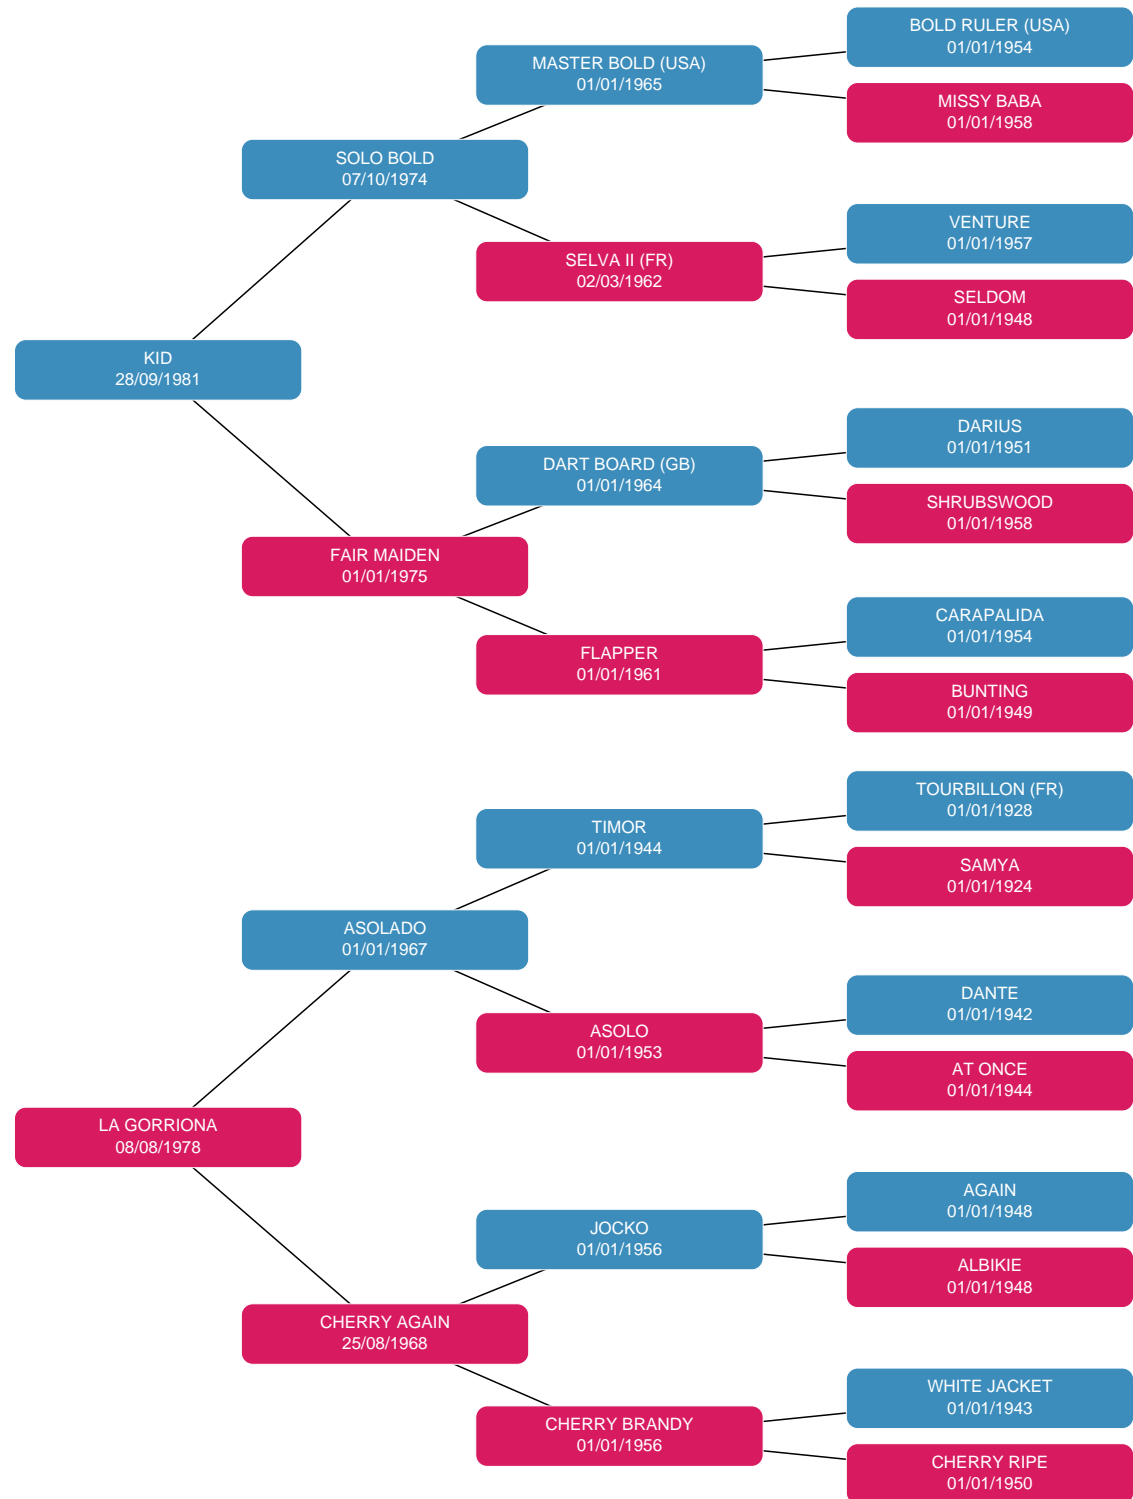 BOLD RULER (USA)
01/01/1954
MASTER BOLD (USA)
01/01/1965
MISSY BABA
01/01/1958
SOLO BOLD
07/10/1974
VENTURE
01/01/1957
SELVA II (FR)
02/03/1962
SELDOM
01/01/1948
KID
28/09/1981
DARIUS
01/01/1951
DART BOARD (GB)
01/01/1964
SHRUBSWOOD
01/01/1958
FAIR MAIDEN
01/01/1975
CARAPALIDA
01/01/1954
FLAPPER
01/01/1961
BUNTING
01/01/1949
TOURBILLON (FR)
01/01/1928
TIMOR
01/01/1944
SAMYA
01/01/1924
ASOLADO
01/01/1967
DANTE
01/01/1942
ASOLO
01/01/1953
AT ONCE
01/01/1944
LA GORRIONA
08/08/1978
AGAIN
01/01/1948
JOCKO
01/01/1956
ALBIKIE
01/01/1948
CHERRY AGAIN
25/08/1968
WHITE JACKET
01/01/1943
CHERRY BRANDY
01/01/1956
CHERRY RIPE
01/01/1950